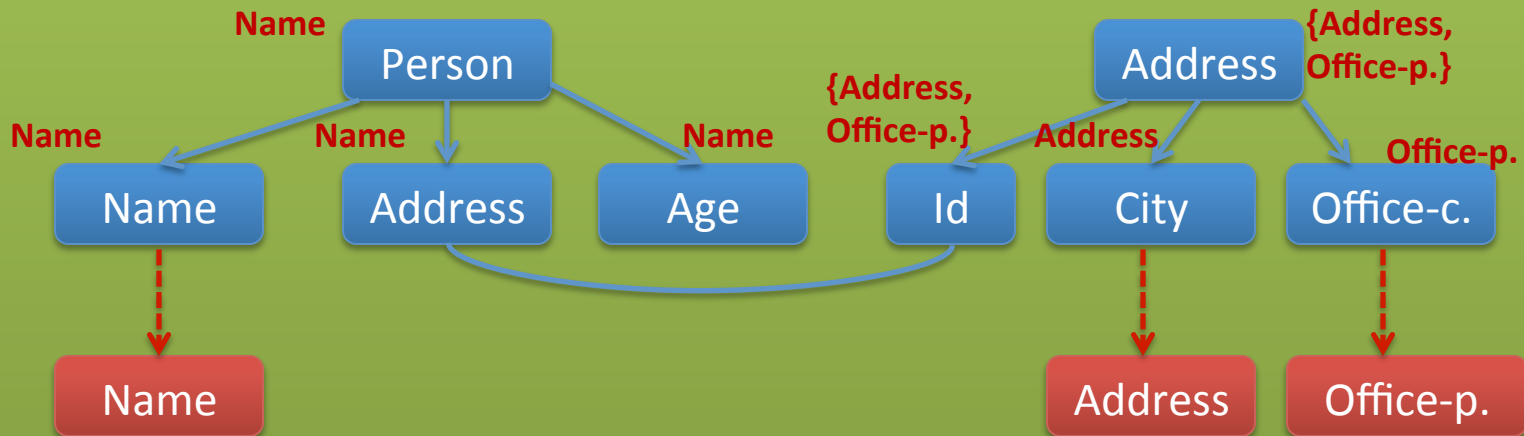 Name
Person
{Address,
Office-p.}
Address
{Address,
Office-p.}
Name
Name
Name
Address
Office-p.
Name
Address
Age
Id
City
Office-c.
Name
Address
Office-p.